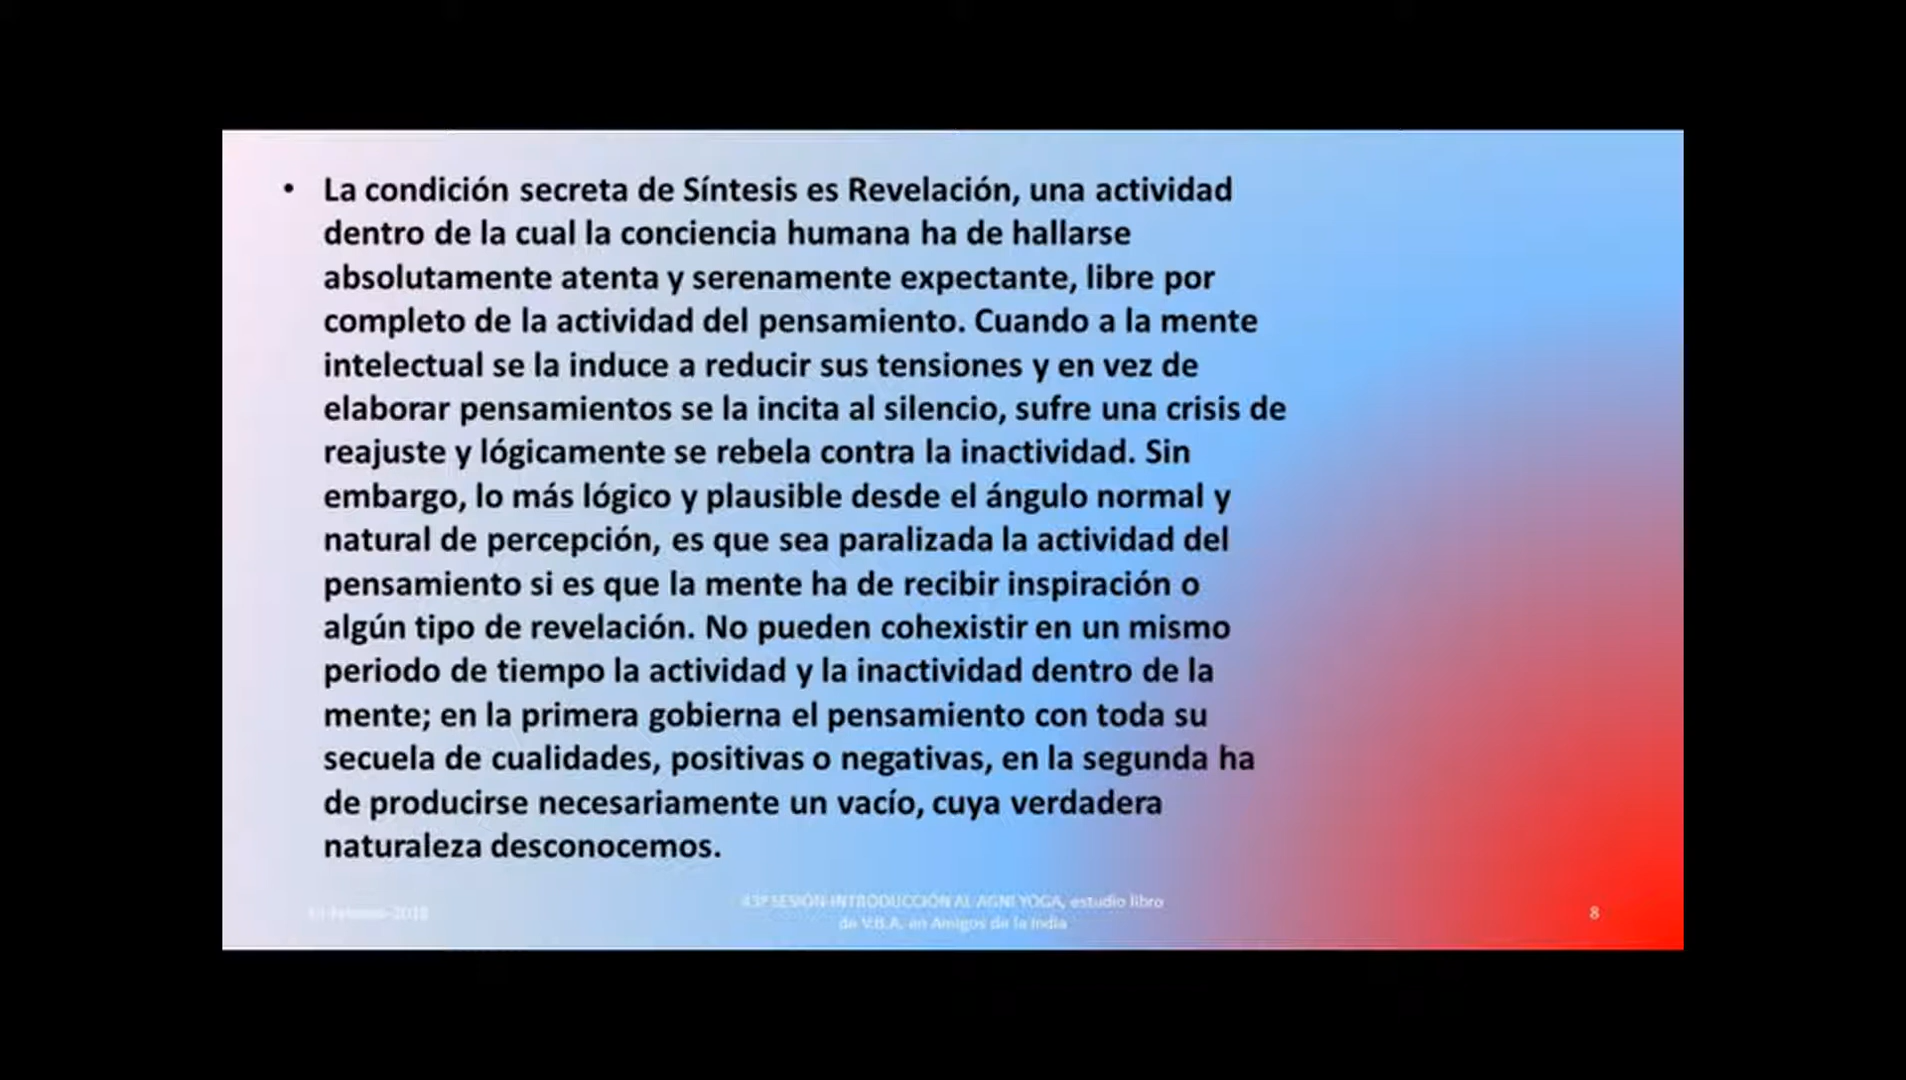 • La condición secreta de Síntesis es Revelación, una actividad
dentro de la cual la conciencia humana ha de hallarse
absolutamente atenta y serenamente expectante, libre por
completo de la actividad del pensamiento. Cuando a la mente
intelectual se la induce a reducir sus tensiones y en vez de
elaborar pensamientos se la incita al silencio, sufre una crisis de
reajuste y lógicamente se rebela contra la inactividad. Sin
embargo, lo más lógico y plausible desde el ángulo normal y
natural de percepción, es que sea paralizada la actividad del
pensamiento si es que la mente ha de recibir inspiración o
algún tipo de revelación. No pueden cohexistir en un mismo
periodo de tiempo la actividad y la inactividad dentro de la
mente; en la primera gobierna el pensamiento con toda su
secuela de cualidades, positivas o negativas, en la segunda ha
de producirse necesariamente un vacío, cuya verdadera
naturaleza desconocemos.
SESIÓN INTRODUCCIÓN AL AGNI YOGA, estudio libro
de V.B.A. en Amigos de la India
8